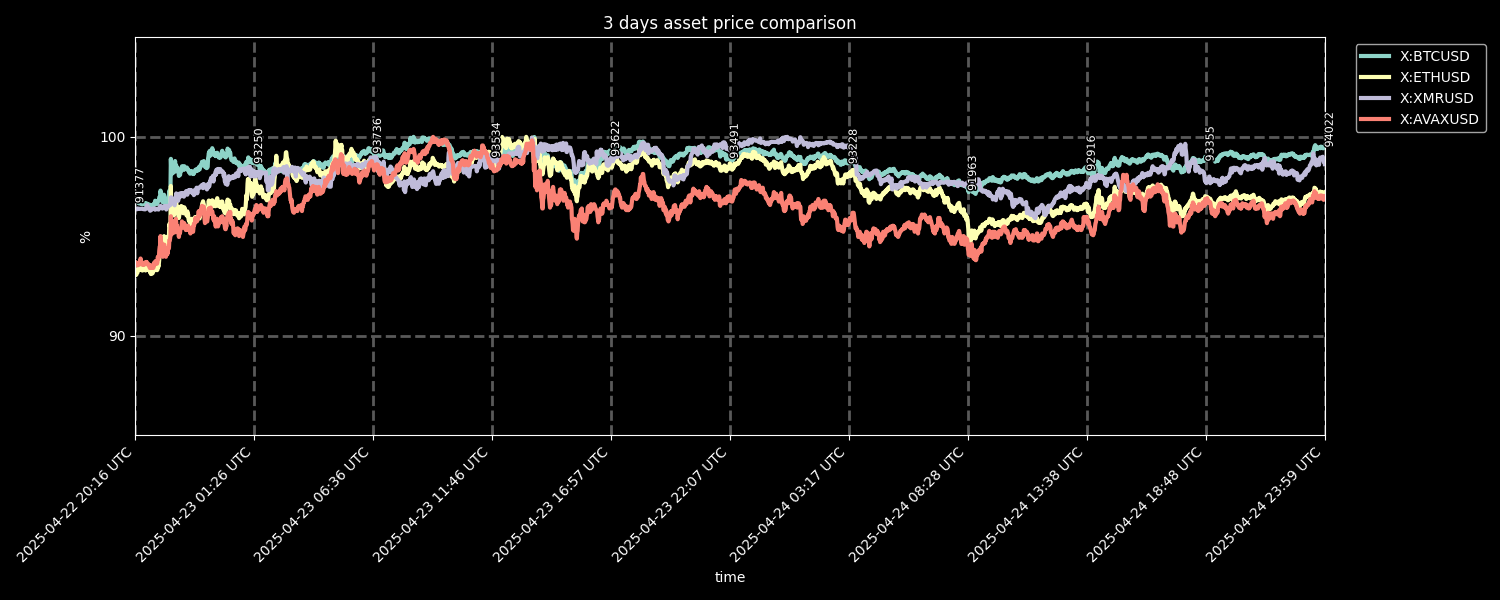 3 days asset price comparison
X:BTCUSD
X:ETHUSD
X:XMRUSD
X:AVAXUSD
%
100
90
91377
93250
93736
93534
93622
93491
93228
91963
92916
93355
94022
2025-04-22 20:16 UTC
2025-04-23 01:26 UTC
2025-04-23 06:36 UTC
2025-04-23 11:46 UTC
2025-04-23 16:57 UTC
2025-04-23 22:07 UTC
2025-04-24 03:17 UTC
2025-04-24 08:28 UTC
2025-04-24 13:38 UTC
2025-04-24 18:48 UTC
2025-04-24 23:59 UTC
time